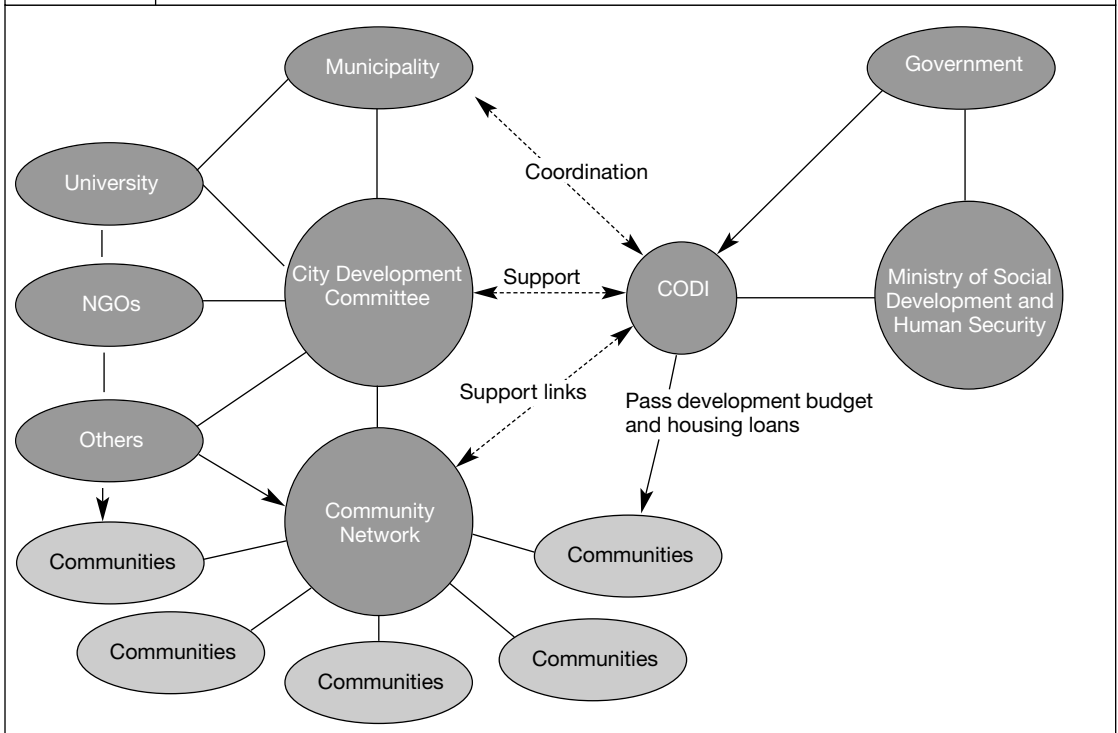 Municipality
Government
Coordination
University
City Development
Committee
Support
CODI
Ministry of Social
Development and
Human Security
NGOs
Support links
Pass development budget
and housing loans
Others
Community
Network
Communities
Communities
Communities
Communities
Communities